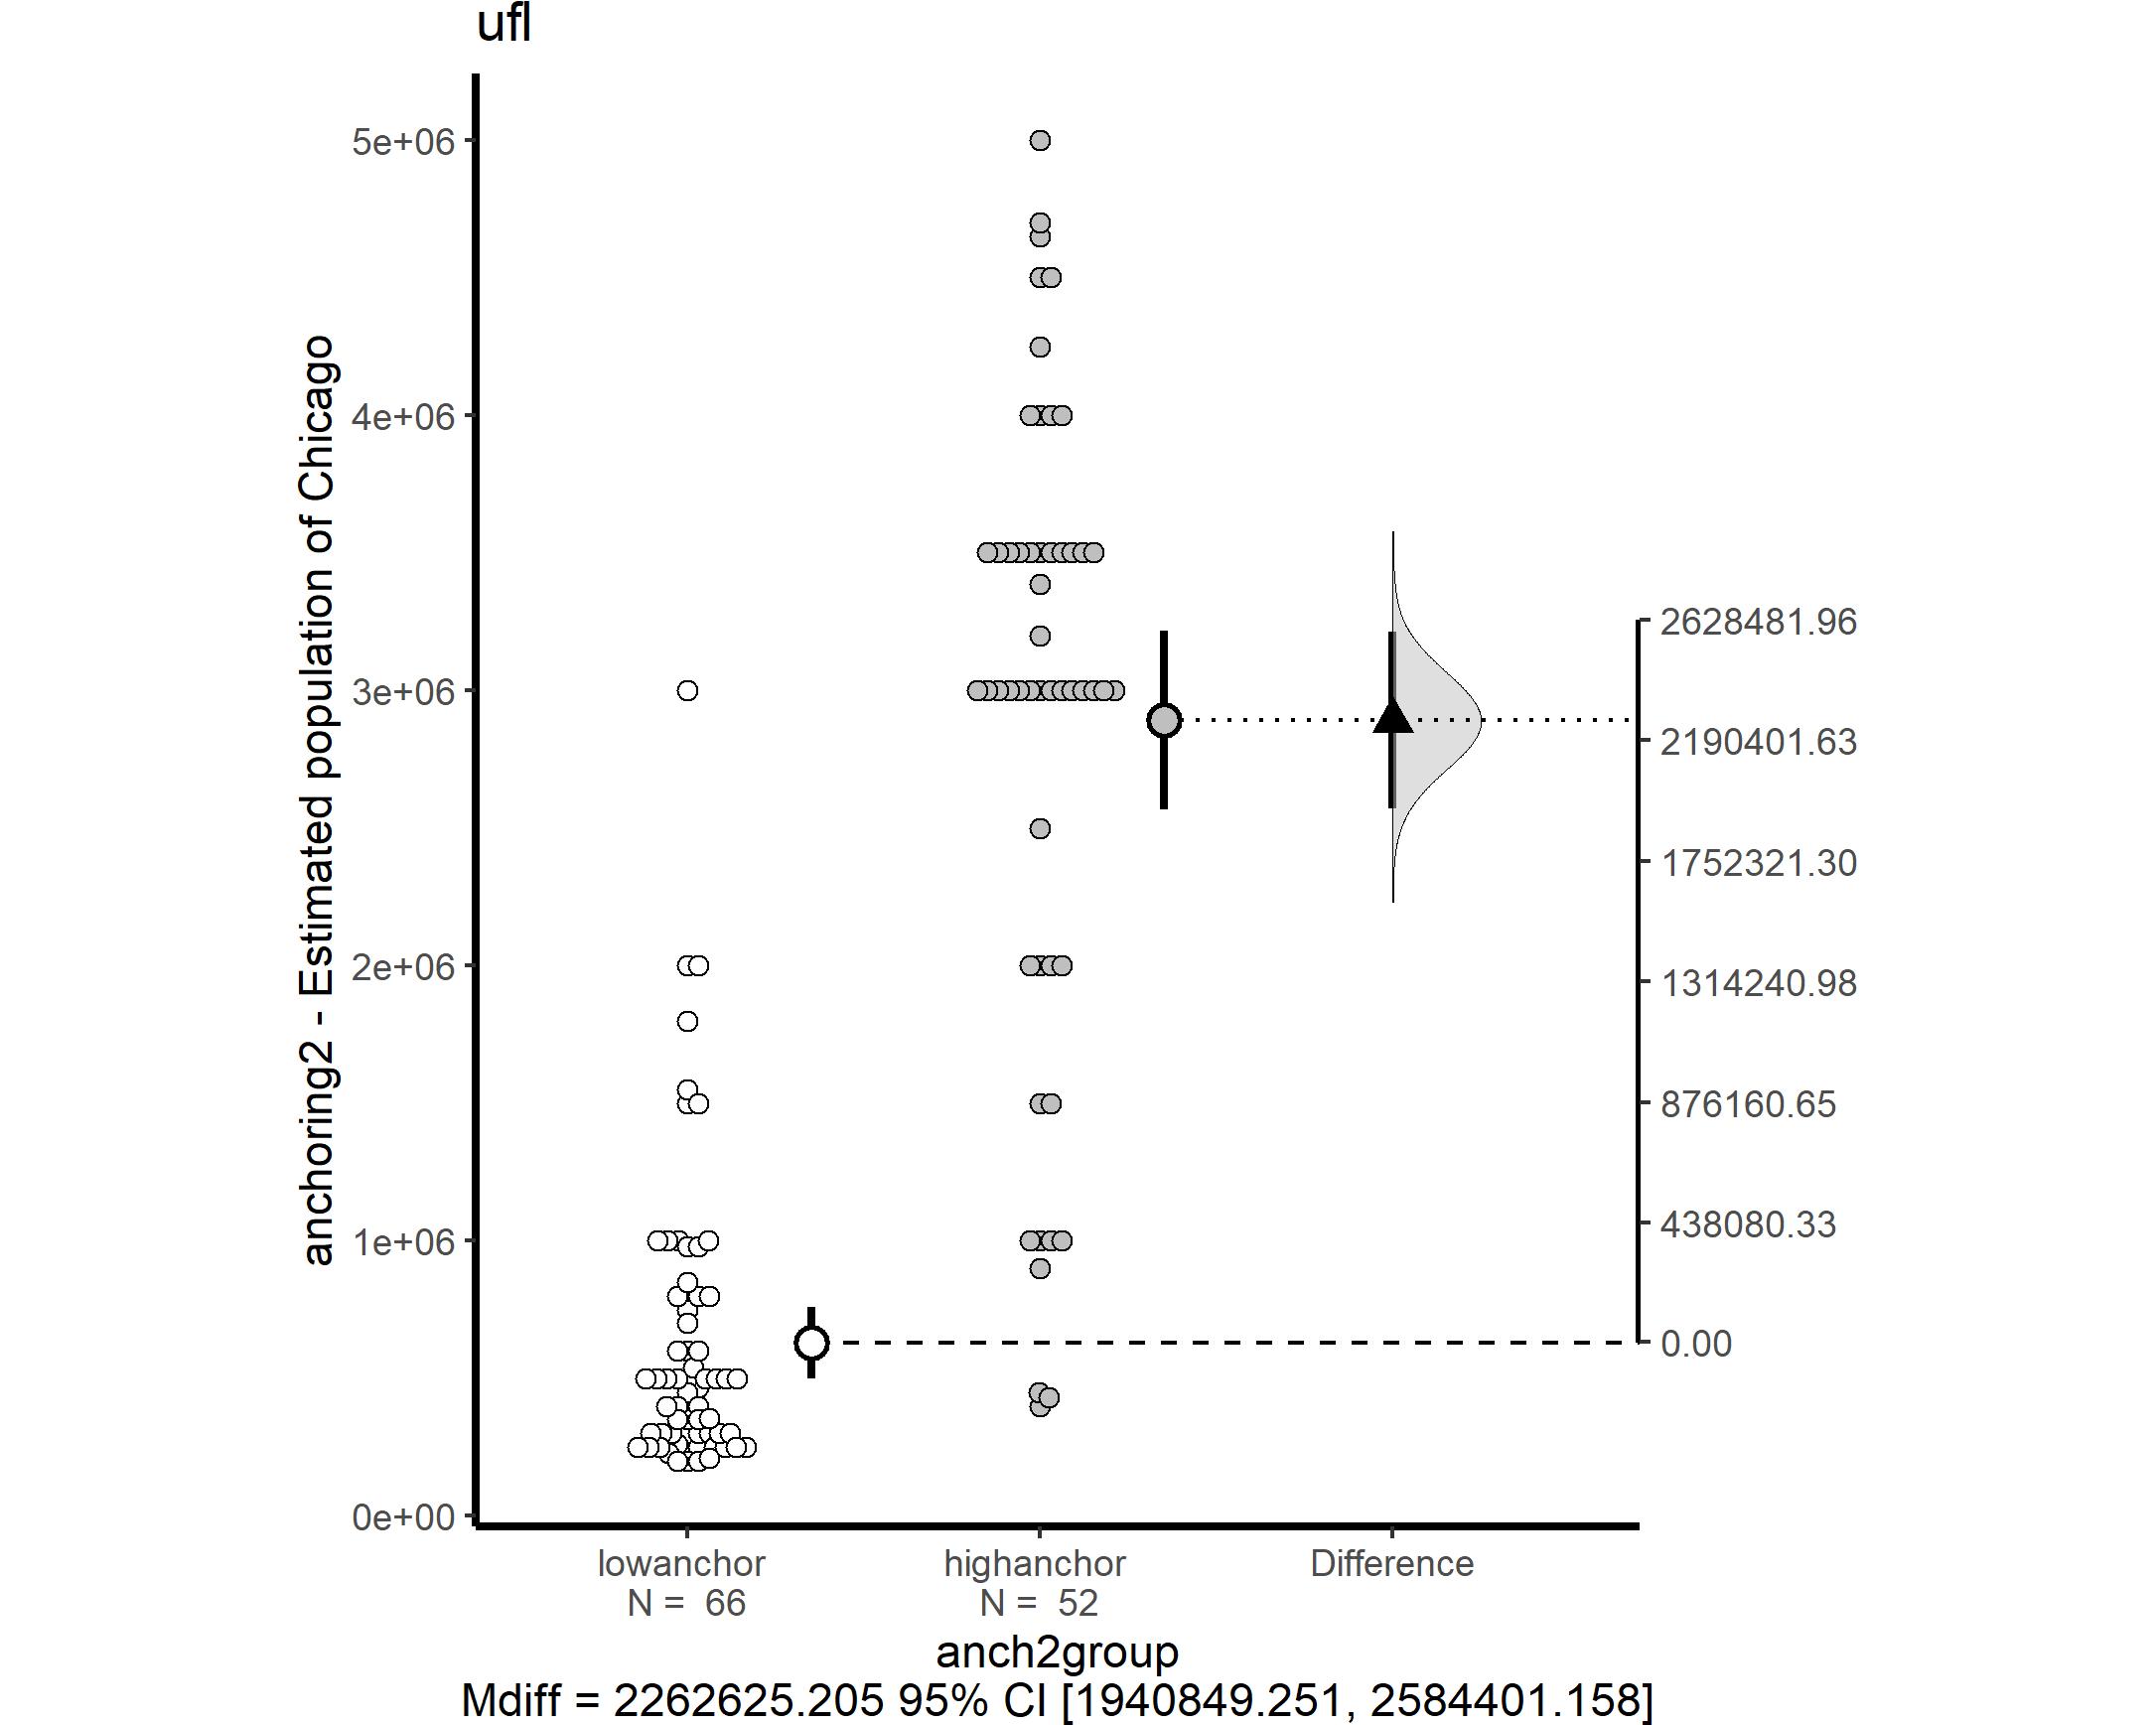 ufl
anchoring2 - Estimated population of Chicago
5e+06
4e+06
3e+06
2e+06
1e+06
0e+00
2628481.96
2190401.63
1752321.30
1314240.98
876160.65
438080.33
0.00
lowanchor highanchor Difference
N =  66 N =  52
anch2group
Mdiff = 2262625.205 95% CI [1940849.251, 2584401.158]